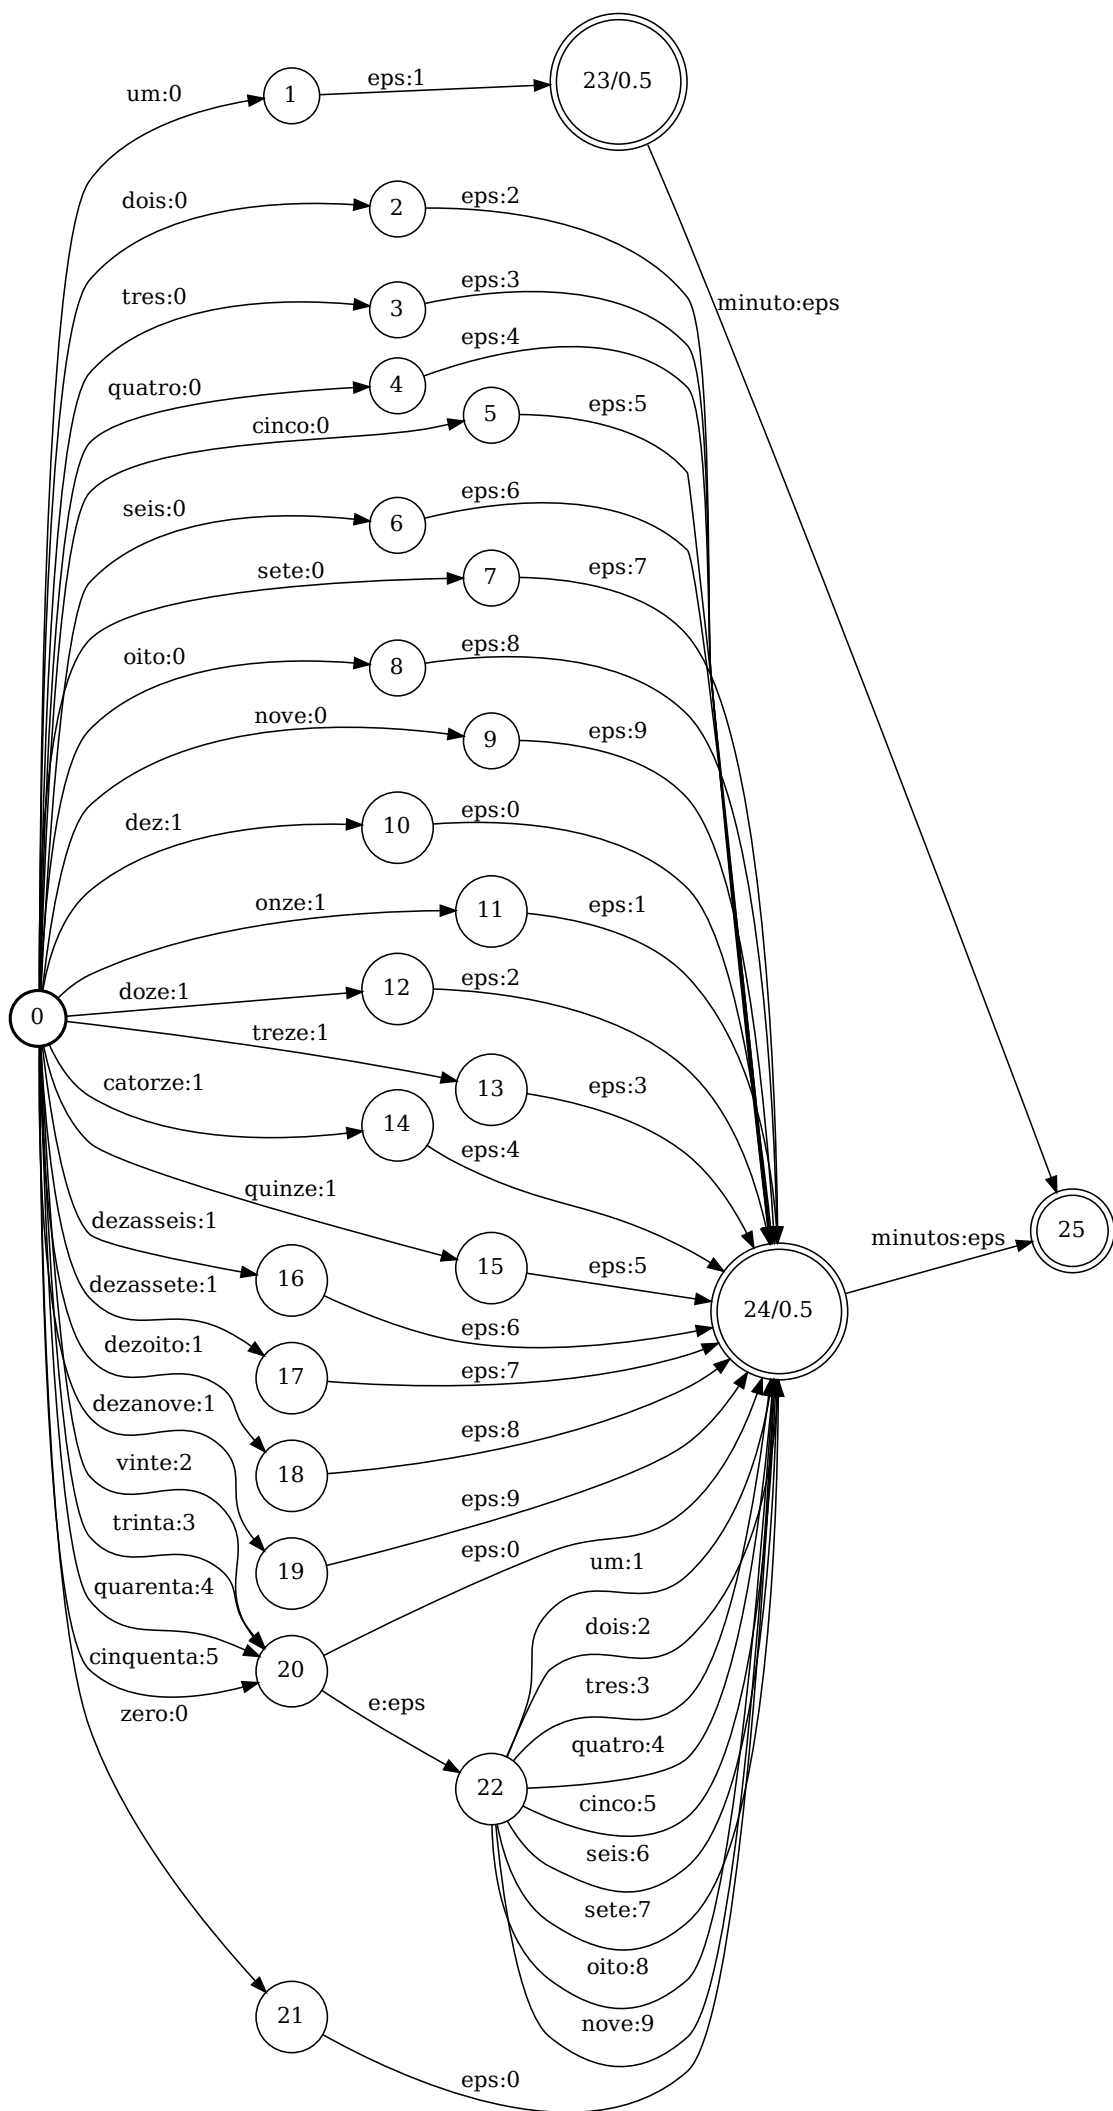 23/0.5
um:0
1
eps:1
dois:0
2
eps:2
tres:0
3
eps:3
minuto:eps
quatro:0
4
eps:4
cinco:0
5
eps:5
seis:0
6
eps:6
sete:0
7
eps:7
oito:0
8
eps:8
nove:0
9
eps:9
dez:1
10
eps:0
onze:1
11
eps:1
doze:1
12
eps:2
0
treze:1
13
eps:3
catorze:1
14
eps:4
quinze:1
15
eps:5
dezasseis:1
16
eps:6
dezassete:1
17
eps:7
dezoito:1
18
eps:8
dezanove:1
19
eps:9
vinte:2
trinta:3
quarenta:4
cinquenta:5
20
eps:0
e:eps
zero:0
21
eps:0
22
um:1
dois:2
tres:3
quatro:4
cinco:5
seis:6
sete:7
oito:8
nove:9
24/0.5
minutos:eps
25